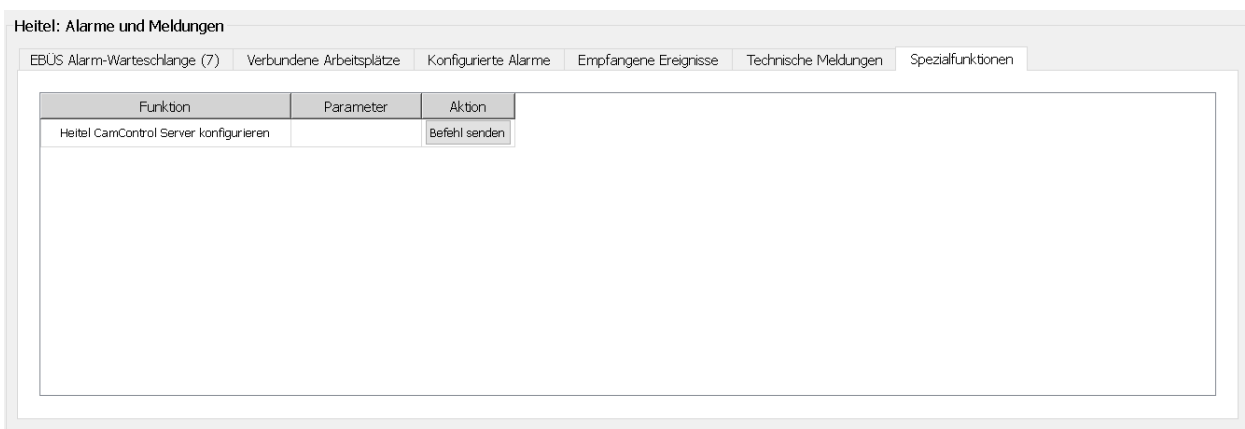 Heitel: Alarme und Meldungen
EBÜS Alarm-Warteschlange (7) Verbundene Arbeitsplätze Konfigurierte Alarme Empfangene Ereignisse Technische Meldungen Spezialfunktionen
Funktion Parameter Aktion
Heitel CamControl Server konfigurieren Befehl senden